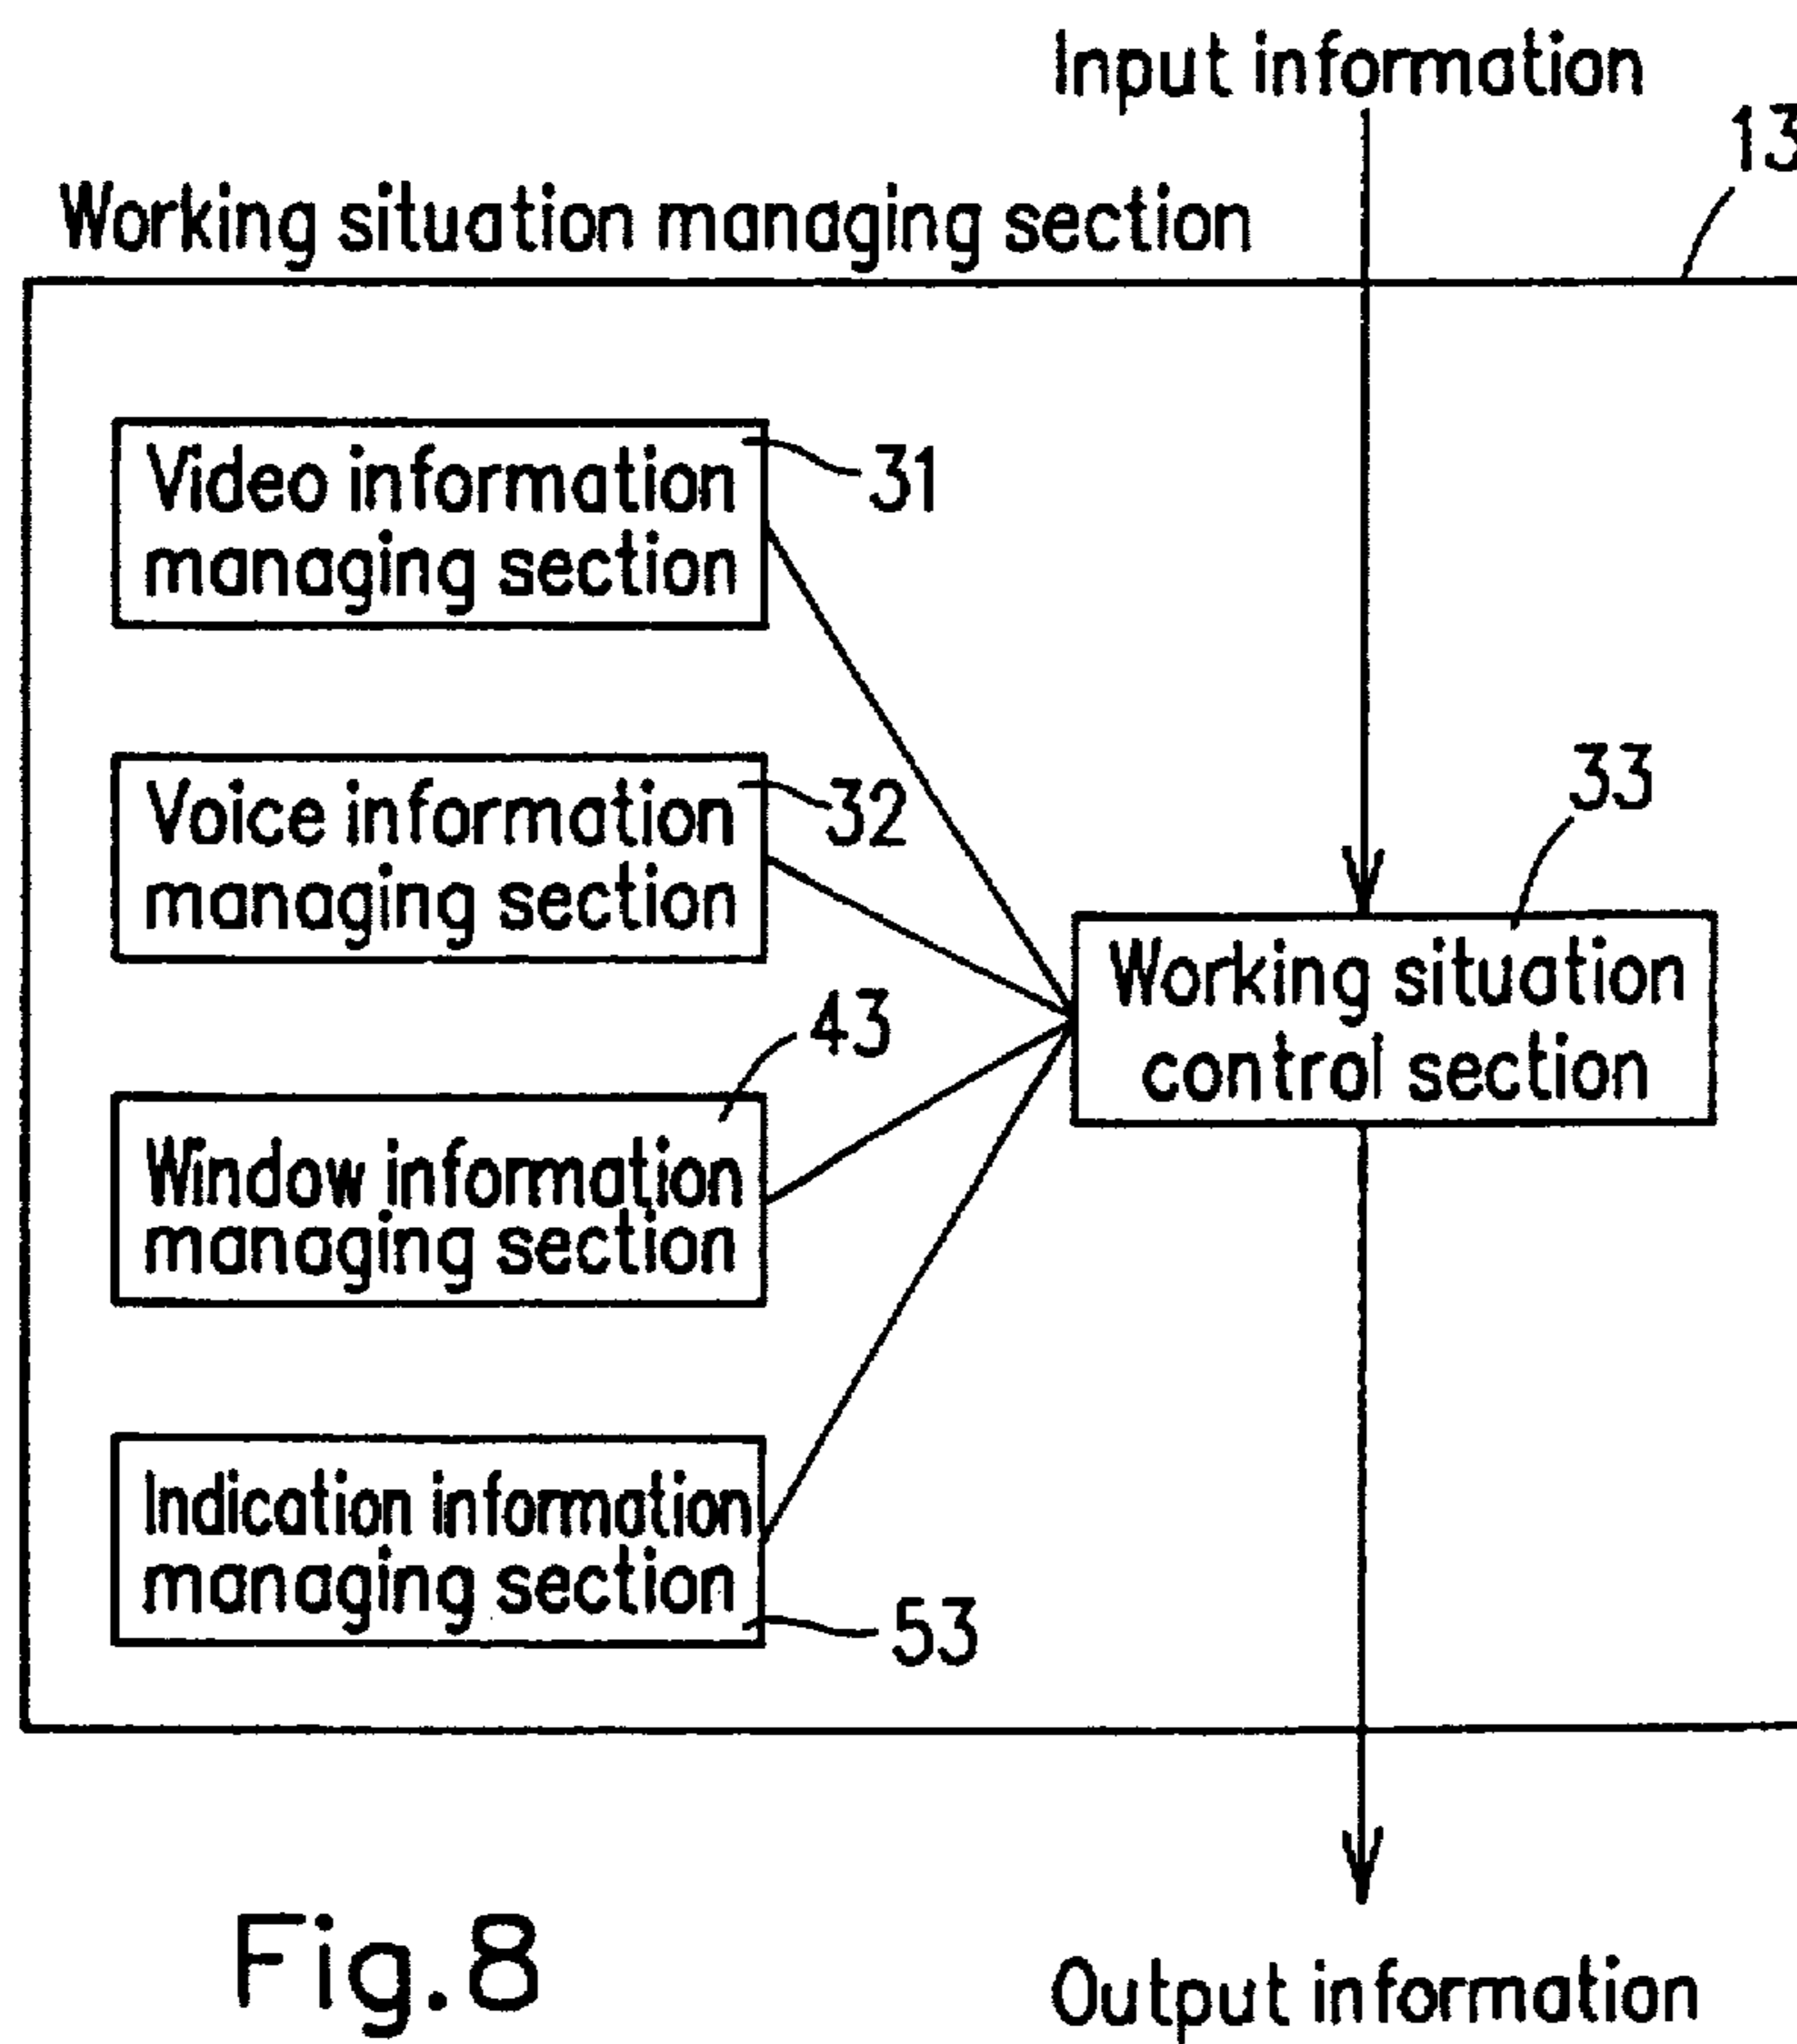 Input information
13
Working situation managing section
Video information
managing section
31
Voice information
managing section
32
33
Working situation
control section
43
Window information
managing section
Indication information
managing section
53
Fig.8
Output information